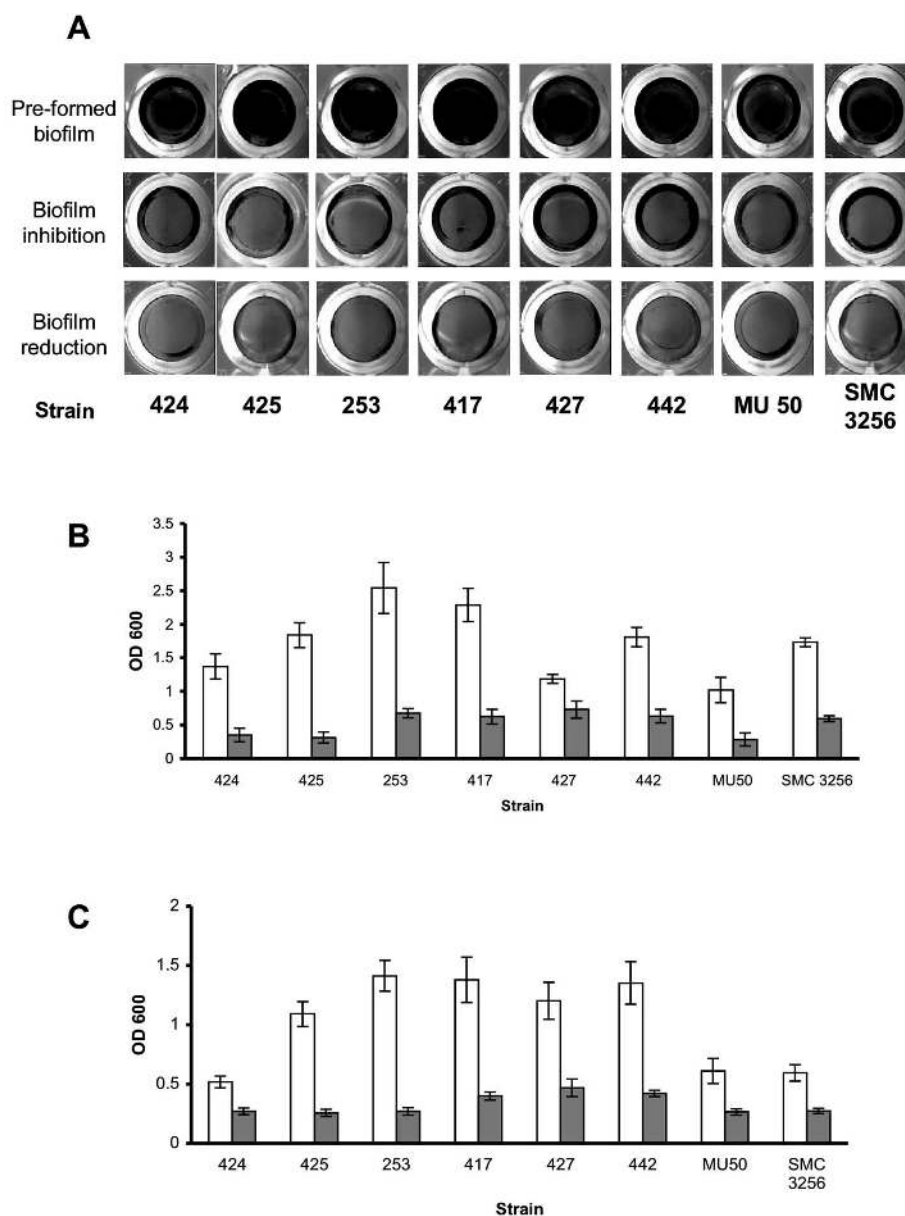 A
Pre-formed
biofilm
Biofilm
inhibition
Biofilm
reduction
Strain 424 425 253 417 427 442 MU 50 SMC
3256
B
OD 600
3.5
3
2.5
2
1.5
1
0.5
0
424 425 253 417 427 442 MU50 SMC 3256
Strain
C
OD 600
2
1.5
1
0.5
0
424 425 253 417 427 442 MU50 SMC
3256
Strain